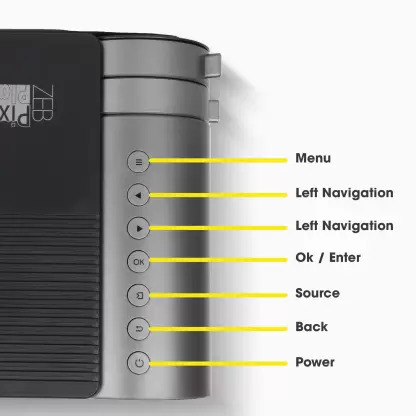 ZEB
Menu
Left Navigation
Left Navigation
OK
Ok / Enter
Source
Back
Power